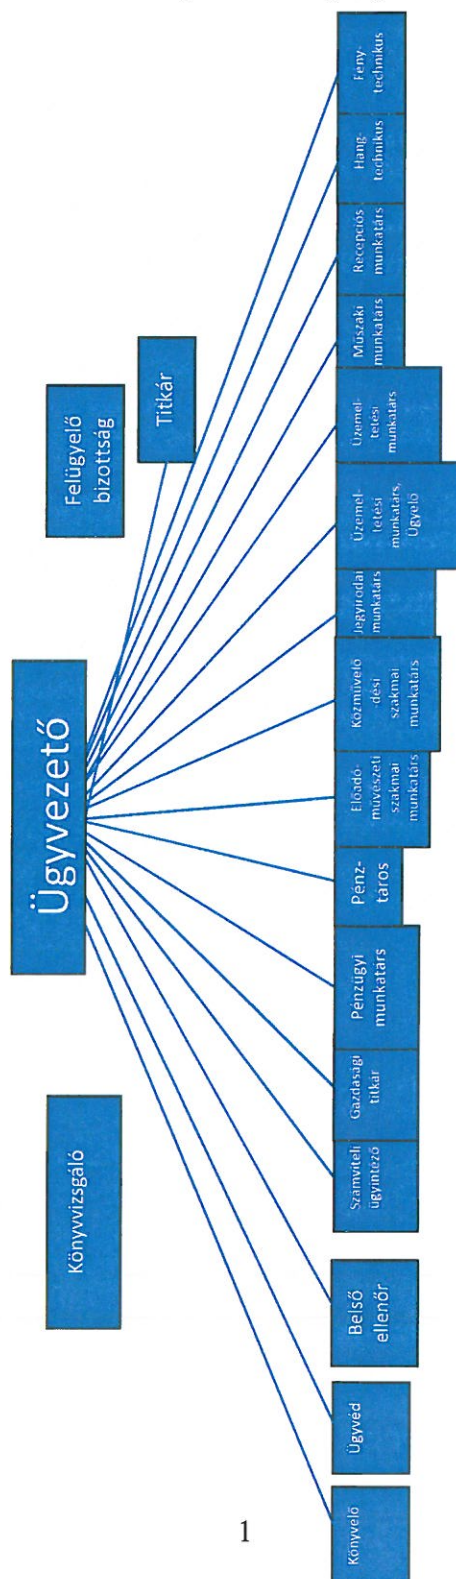 Könyvvizsgáló
Ügyvezető
Felügyelő
bizottság
Titkár
Könyvelő
Ügyvéd
Belső
ellenőr
Számviteli
ügyintéző
Gazdasági
titkár
Pénzügyi
munkatárs
Pénz-
táros
Előadó-
művészeti
szakmai
munkatárs
Közművelő
-dési
szakmai
munkatárs
Jegyirodai
munkatárs
Üzemel-
tetési
munkatárs,
Ügyelő
Üzemel-
tetési
munkatárs
Műszaki
munkatárs
Recepciós
munkatárs
Hang-
technikus
Fény-
technikus
1